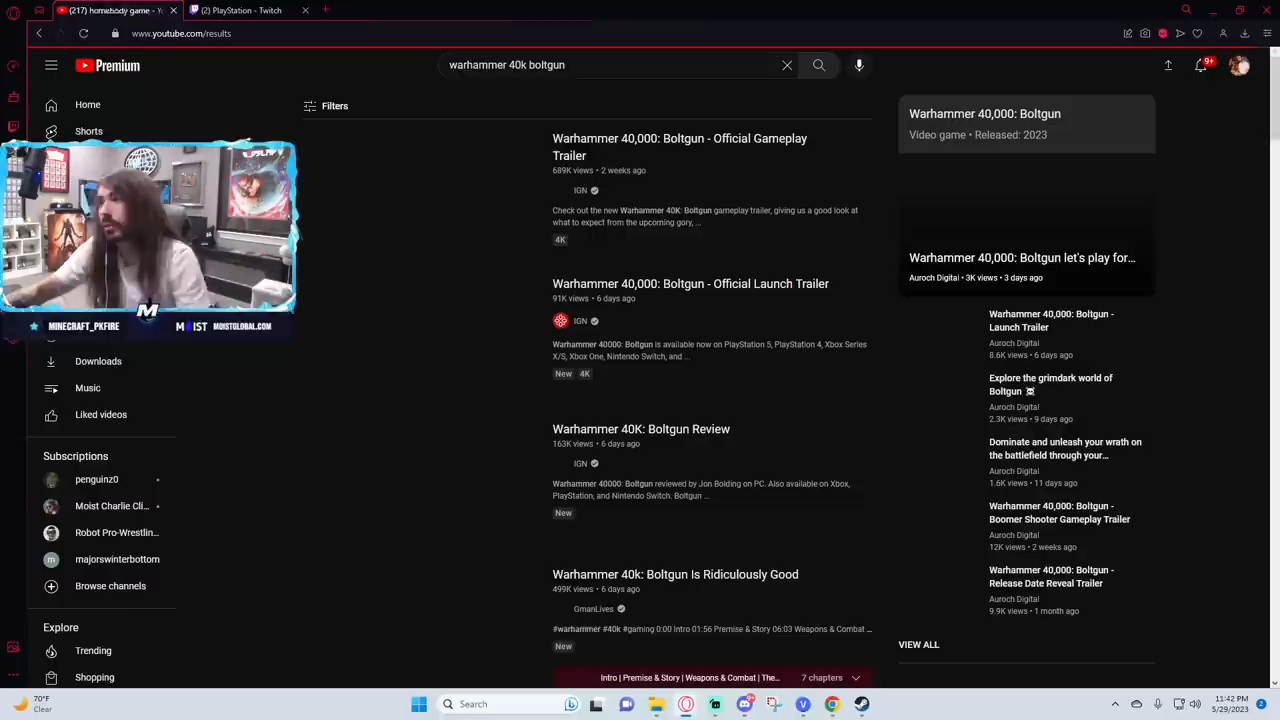 (217) homebody game - Yo
(2) PlayStation - Twitch
www.youtube.com/results
Premium
warhammer 40k boltgun
9+
Home
Shorts
Filters
Warhammer 40,000: Boltgun - Official Gameplay
Trailer
689K views • 2 weeks ago
IGN
Check out the new Warhammer 40K: Boltgun gameplay trailer, giving us a good look at
what to expect from the upcoming gory, ...
4K
Warhammer 40,000: Boltgun - Official Launch Trailer
91K views • 6 days ago
IGN
Warhammer 40000: Boltgun is available now on PlayStation 5, PlayStation 4, Xbox Series
X/S, Xbox One, Nintendo Switch, and ...
New 4K
Warhammer 40K: Boltgun Review
163K views • 6 days ago
IGN
Warhammer 40000: Boltgun reviewed by Jon Bolding on PC. Also available on Xbox,
PlayStation, and Nintendo Switch. Boltgun ...
New
Warhammer 40k: Boltgun Is Ridiculously Good
499K views • 6 days ago
GmanLives
#warhammer #40k #gaming 0:00 Intro 01:56 Premise & Story 06:03 Weapons & Combat ...
New
Intro | Premise & Story | Weapons & Combat | The... 7 chapters
Warhammer 40,000: Boltgun
Video game • Released: 2023
Warhammer 40,000: Boltgun let's play for...
Auroch Digital • 3K views • 3 days ago
Warhammer 40,000: Boltgun -
Launch Trailer
Auroch Digital
8.6K views • 6 days ago
Explore the grimdark world of
Boltgun ☠
Auroch Digital
2.3K views • 9 days ago
Dominate and unleash your wrath on
the battlefield through your...
Auroch Digital
1.6K views • 11 days ago
Warhammer 40,000: Boltgun -
Boomer Shooter Gameplay Trailer
Auroch Digital
12K views • 2 weeks ago
Warhammer 40,000: Boltgun -
Release Date Reveal Trailer
Auroch Digital
9.9K views • 1 month ago
VIEW ALL
M
MINECRAFT_PKFIRE MOIST MOISTGLOBAL.COM
Downloads
Music
Liked videos
Subscriptions
penguinz0
Moist Charlie Cli...
Robot Pro-Wrestlin...
m majorswinterbottom
Browse channels
Explore
Trending
Shopping
70°F
Clear
Search
9+
11:42 PM
5/29/2023
2